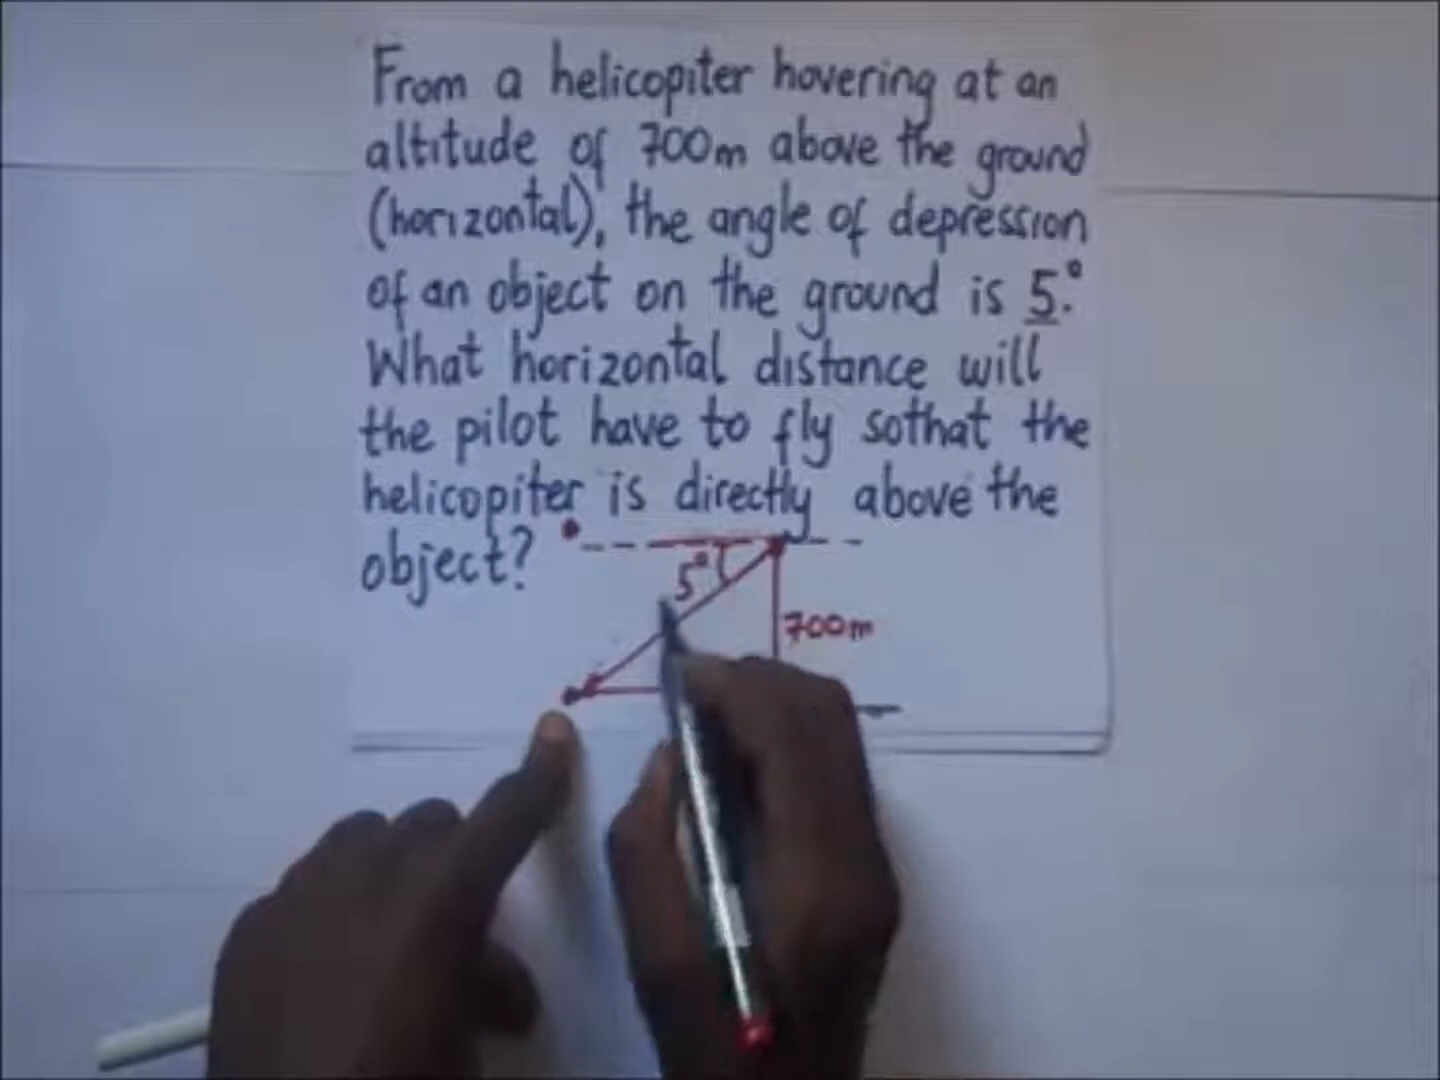 From a helicopiter hovering at an
altitude of 700m above the ground
(horizontal), the angle of depression
of an object on the ground is 5.°
What horizontal distance will
the pilot have to fly sothat the
helicopiter is directly above the
object?
5°
700m